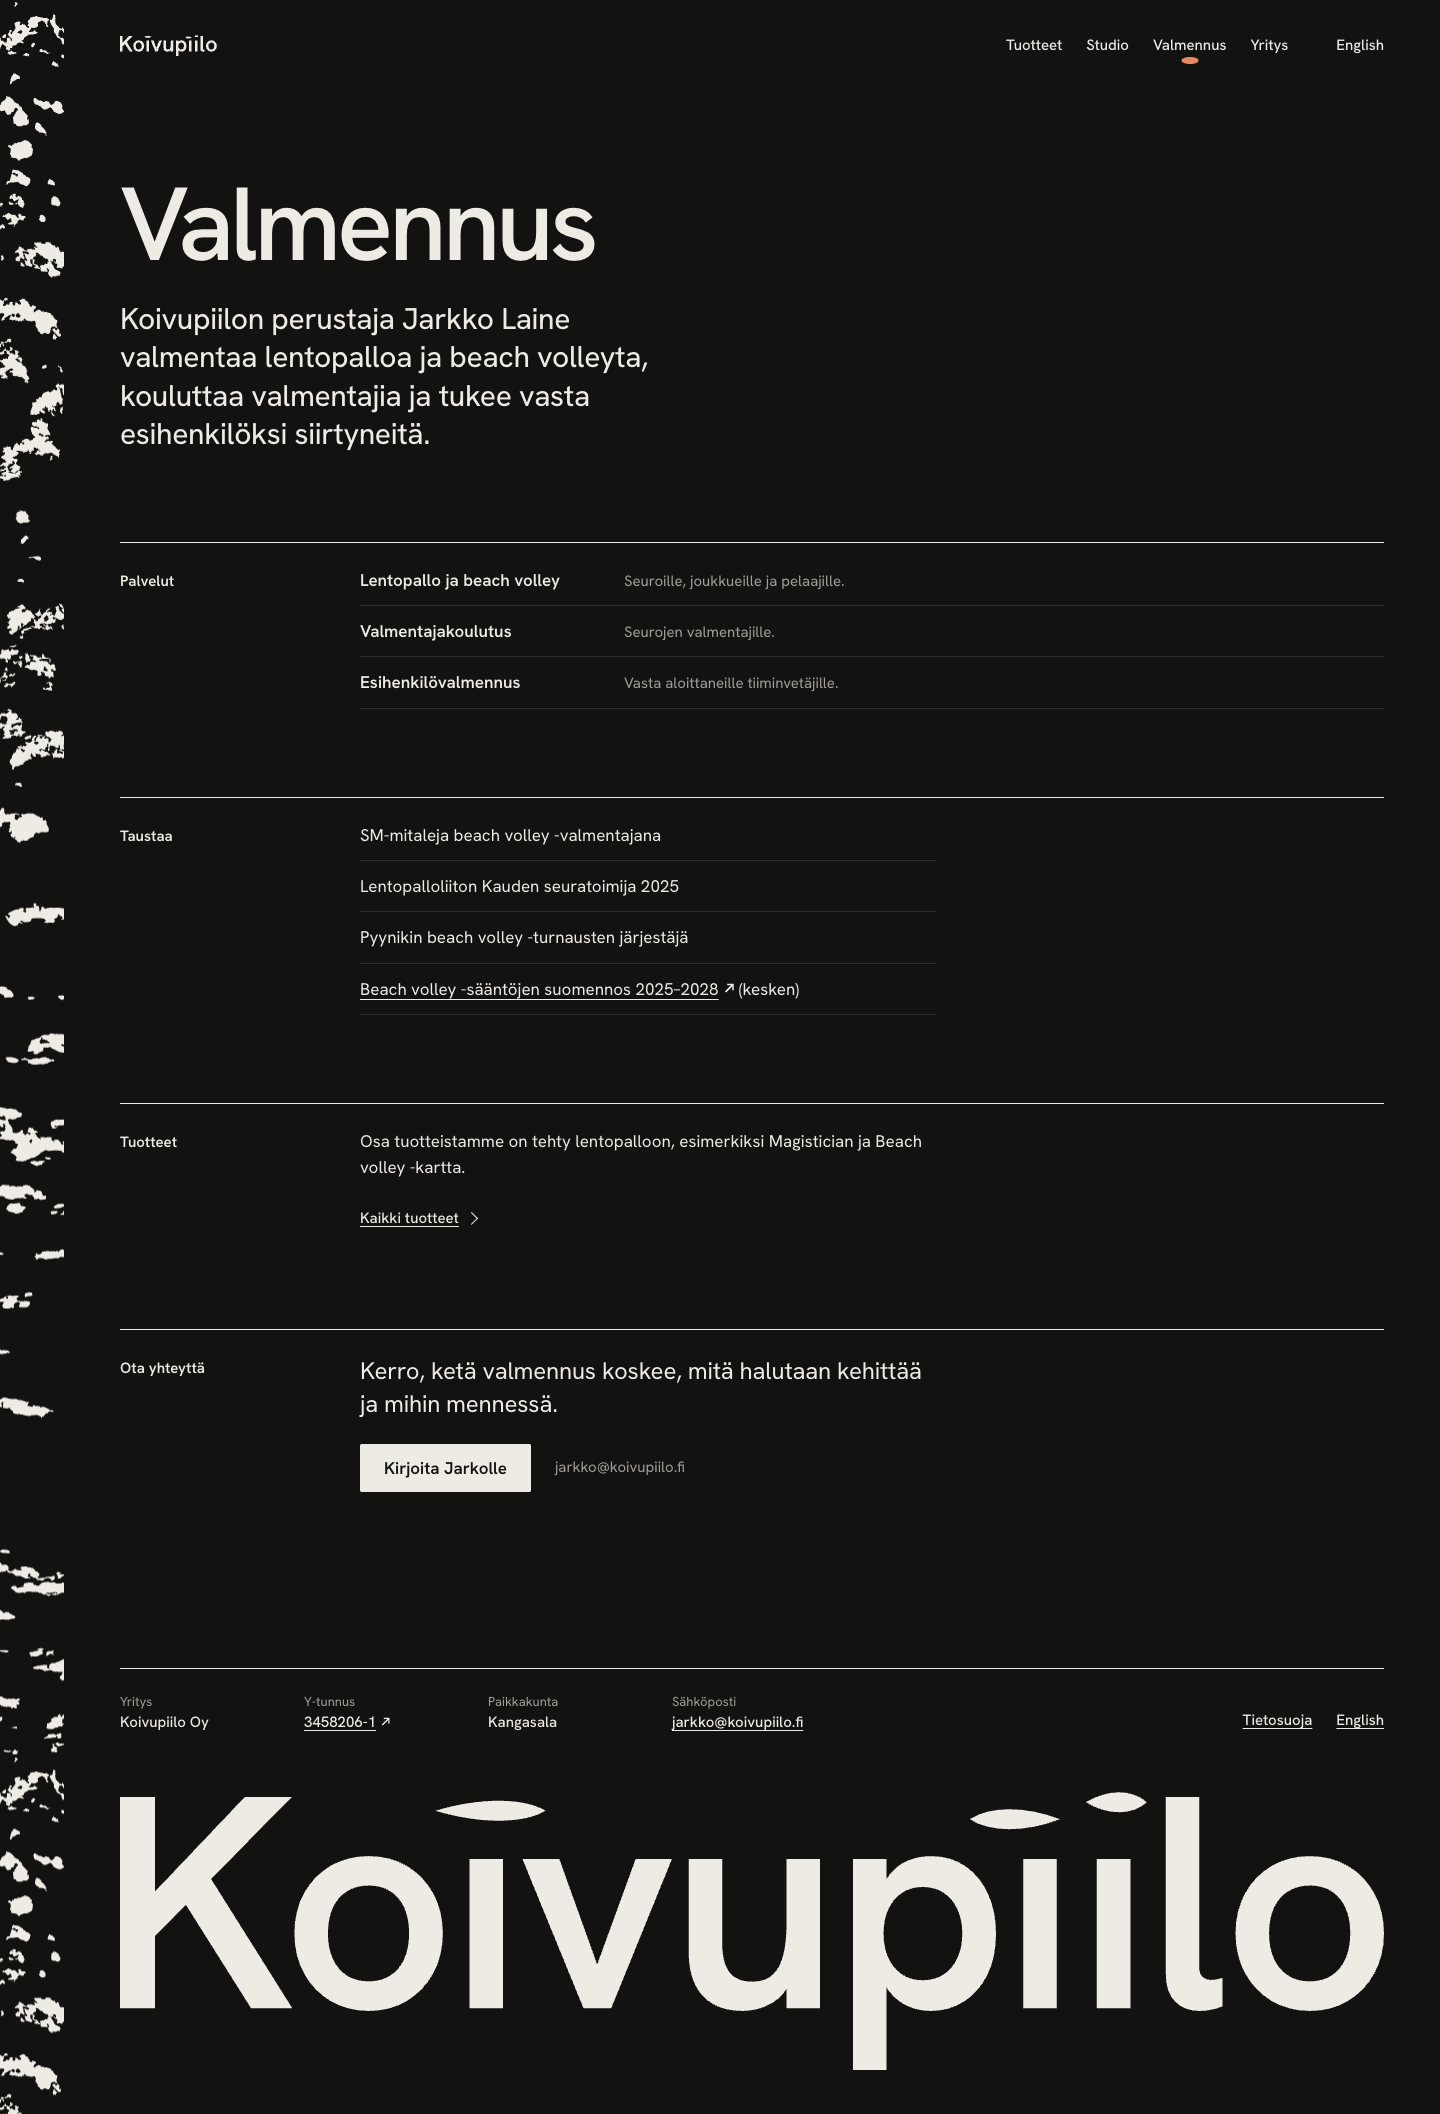 Koivupiilo
Tuotteet Studio Valmennus Yritys English
Valmennus
Koivupiilon perustaja Jarkko Laine
valmentaa lentopalloa ja beach volleyta,
kouluttaa valmentajia ja tukee vasta
esihenkilöksi siirtyneitä.
Palvelut
Lentopallo ja beach volley Seuroille, joukkueille ja pelaajille.
Valmentajakoulutus Seurojen valmentajille.
Esihenkilövalmennus Vasta aloittaneille tiiminvetäjille.
Taustaa
SM-mitaleja beach volley -valmentajana
Lentopalloliiton Kauden seuratoimija 2025
Pyynikin beach volley -turnausten järjestäjä
Beach volley -sääntöjen suomennos 2025–2028 ↗ (kesken)
Tuotteet
Osa tuotteistamme on tehty lentopalloon, esimerkiksi Magistician ja Beach
volley -kartta.
Kaikki tuotteet
Ota yhteyttä
Kerro, ketä valmennus koskee, mitä halutaan kehittää
ja mihin mennessä.
Kirjoita Jarkolle jarkko@koivupiilo.fi
Yritys Y-tunnus Paikkakunta Sähköposti
Koivupiilo Oy 3458206-1 ↗ Kangasala jarkko@koivupiilo.fi Tietosuoja English
Koivupiilo